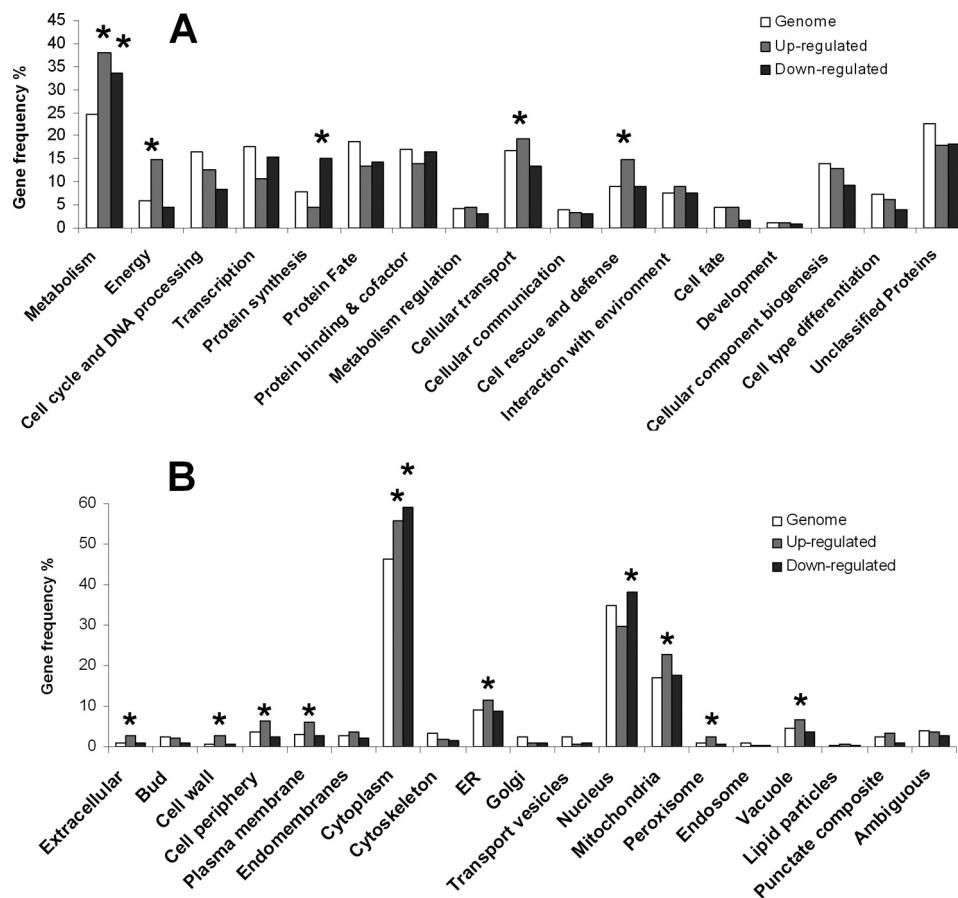 A
Gene frequency %
45
40
35
30
25
20
15
10
5
0
* * * * * *
Genome
Up-regulated
Down-regulated
Metabolism
Energy
Cell cycle and DNA processing
Transcription
Protein synthesis
Protein Fate
Protein binding & cofactor
Metabolism regulation
Cellular transport
Cellular communication
Cell rescue and defense
Interaction with environment
Cell fate
Development
Cellular component biogenesis
Cell type differentiation
Unclassified Proteins
B
Gene frequency %
60
50
40
30
20
10
0
* * * * * * * * * * *
Genome
Up-regulated
Down-regulated
Extracellular
Bud
Cell wall
Cell periphery
Plasma membrane
Endomembranes
Cytoplasm
Cytoskeleton
ER
Golgi
Transport vesicles
Nucleus
Mitochondria
Peroxisome
Endosome
Vacuole
Lipid particles
Punctate composite
Ambiguous